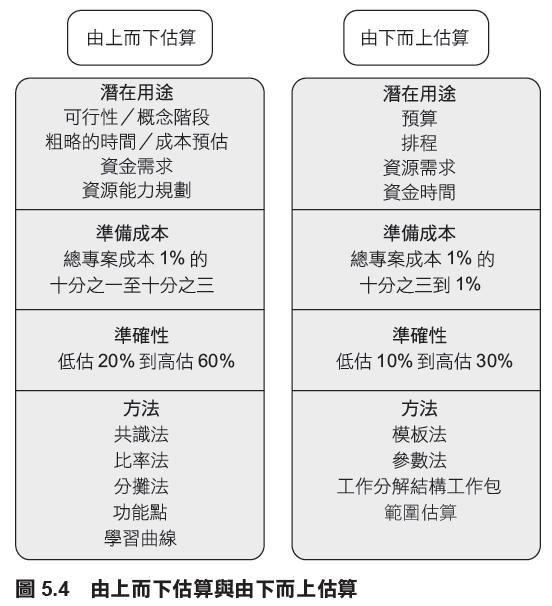 由上而下估算
潛在用途
可行性／概念階段
粗略的時間／成本預估
資金需求
資源能力規劃
準備成本
總專案成本 1% 的
十分之一至十分之三
準確性
低估 20% 到高估 60%
方法
共識法
比率法
分攤法
功能點
學習曲線
由下而上估算
潛在用途
預算
排程
資源需求
資金時間
準備成本
總專案成本 1% 的
十分之三到 1%
準確性
低估 10% 到高估 30%
方法
模板法
參數法
工作分解結構工作包
範圍估算
圖 5.4　由上而下估算與由下而上估算